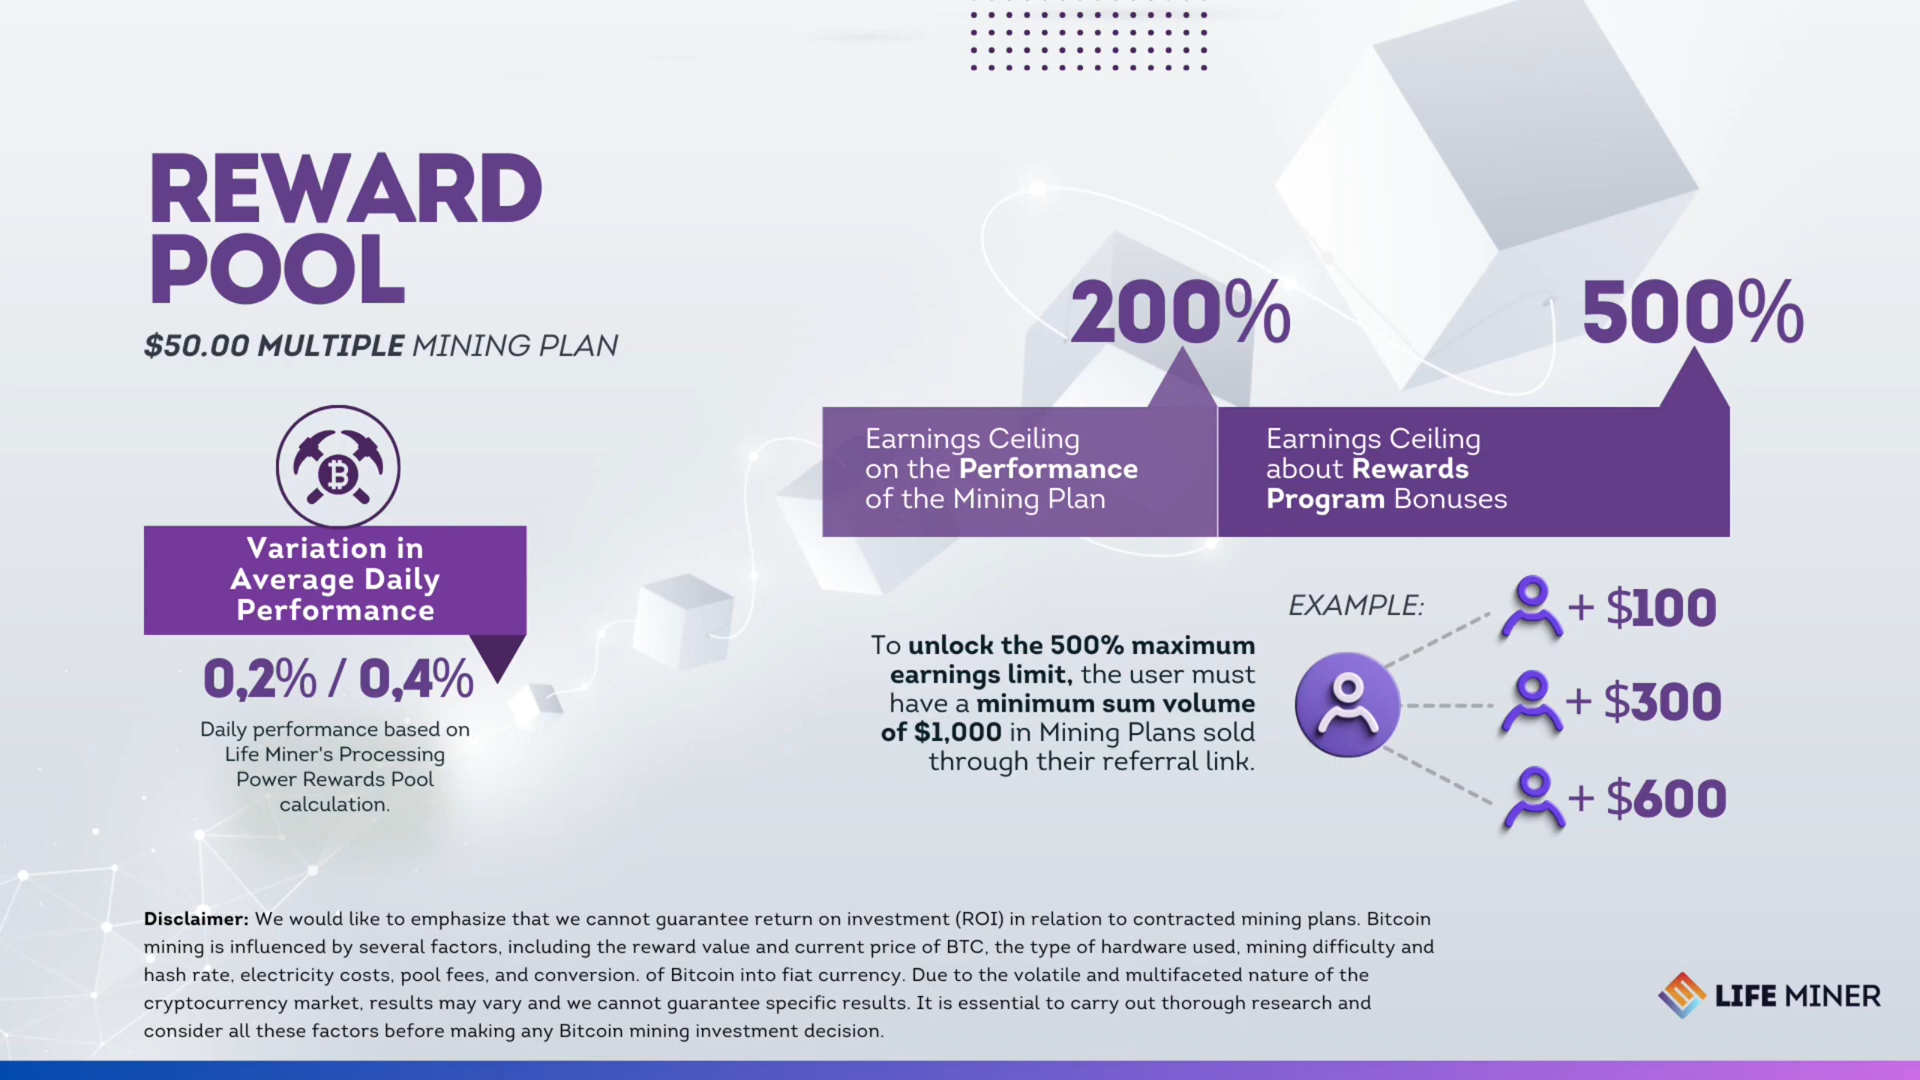 REWARD
POOL
$50.00 MULTIPLE MINING PLAN
Variation in
Average Daily
Performance
0,2% / 0,4%
Daily performance based on
Life Miner's Processing
Power Rewards Pool
calculation.
200%
500%
Earnings Ceiling
on the Performance
of the Mining Plan
Earnings Ceiling
about Rewards
Program Bonuses
To unlock the 500% maximum
earnings limit, the user must
have a minimum sum volume
of $1,000 in Mining Plans sold
through their referral link.
EXAMPLE:
+ $100
+ $300
+ $600
Disclaimer: We would like to emphasize that we cannot guarantee return on investment (ROI) in relation to contracted mining plans. Bitcoin
mining is influenced by several factors, including the reward value and current price of BTC, the type of hardware used, mining difficulty and
hash rate, electricity costs, pool fees, and conversion. of Bitcoin into fiat currency. Due to the volatile and multifaceted nature of the
cryptocurrency market, results may vary and we cannot guarantee specific results. It is essential to carry out thorough research and
consider all these factors before making any Bitcoin mining investment decision.
LIFE MINER